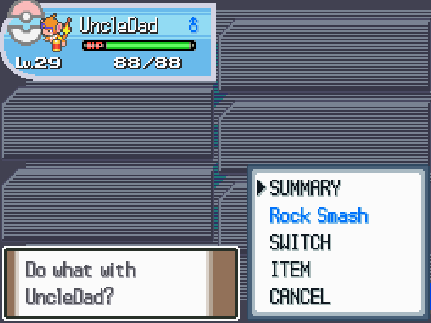 UncleDad ♂
HP
Lv.29 88/88
SUMMARY
Rock Smash
SWITCH
ITEM
CANCEL
Do what with
UncleDad?